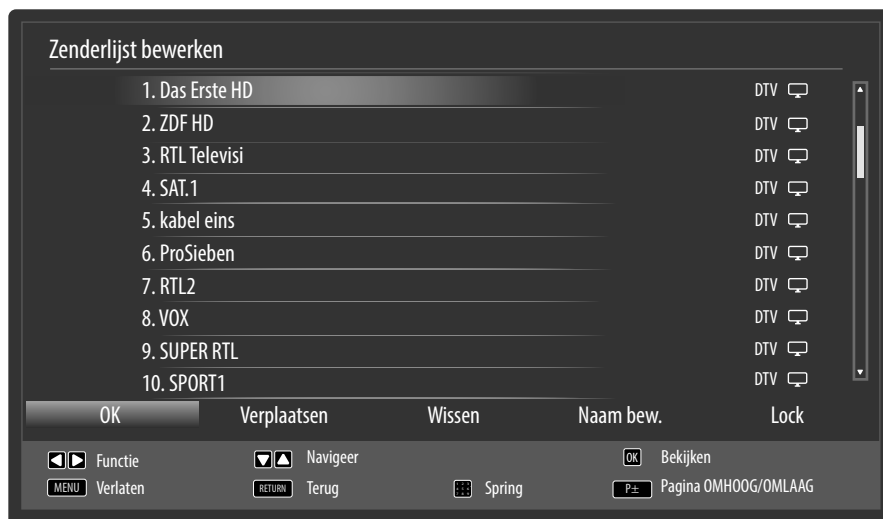 Zenderlijst bewerken
1. Das Erste HD DTV
2. ZDF HD DTV
3. RTL Televisi DTV
4. SAT.1 DTV
5. kabel eins DTV
6. ProSieben DTV
7. RTL2 DTV
8. VOX DTV
9. SUPER RTL DTV
10. SPORT1 DTV
OK Verplaatsen Wissen Naam bew. Lock
Functie Navigeer OK Bekijken
MENU Verlaten RETURN Terug Spring P± Pagina OMHOOG/OMLAAG